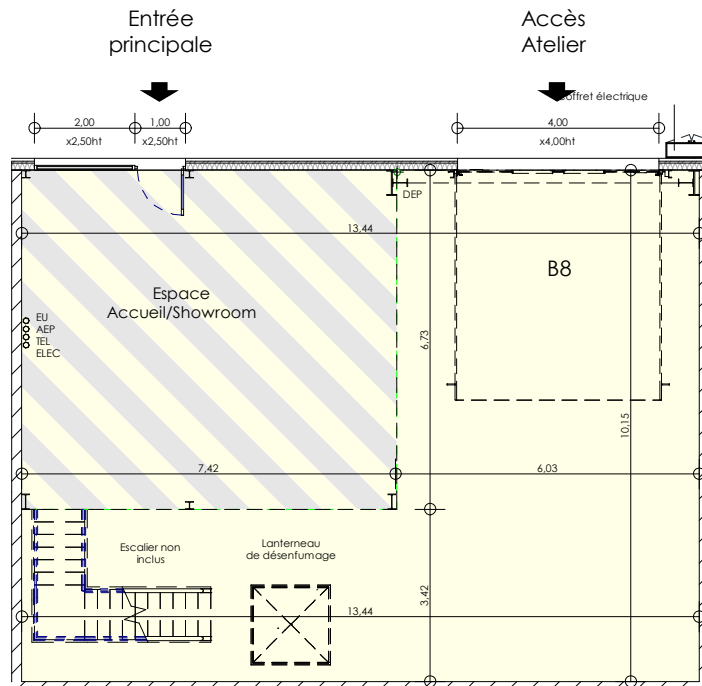 Entrée
principale
Accès
Atelier
offret électrique
2,00
1,00
4,00
x2,50ht
x2,50ht
x4,00ht
DEP
13,44
B8
Espace
Accueil/Showroom
EU
AEP
TEL
ELEC
6,73
10,15
7,42
6,03
Escalier non
inclus
Lanterneau
de désenfumage
3,42
13,44